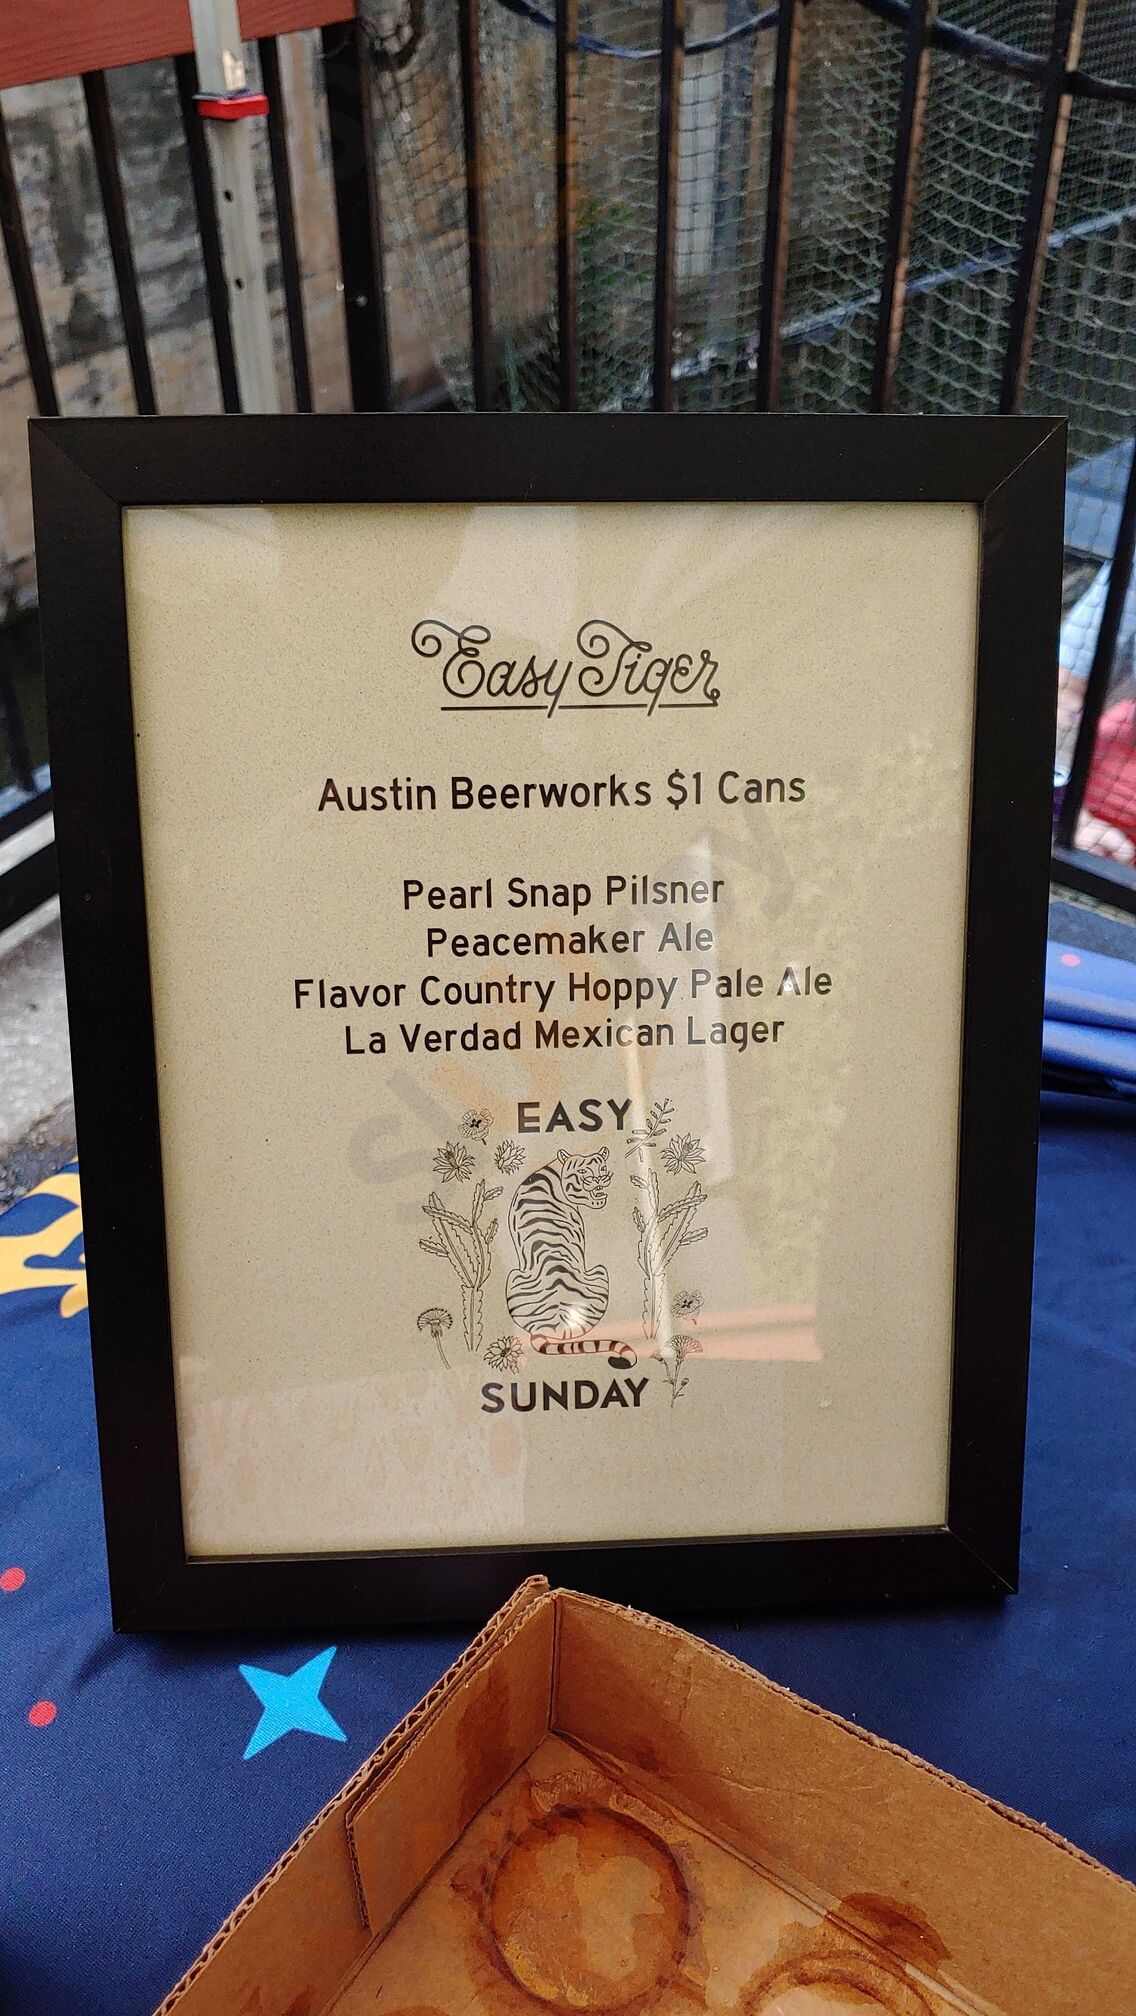 Easy Tiger
Austin Beerworks $1 Cans
Pearl Snap Pilsner
Peacemaker Ale
Flavor Country Hoppy Pale Ale
La Verdad Mexican Lager
EASY
SUNDAY